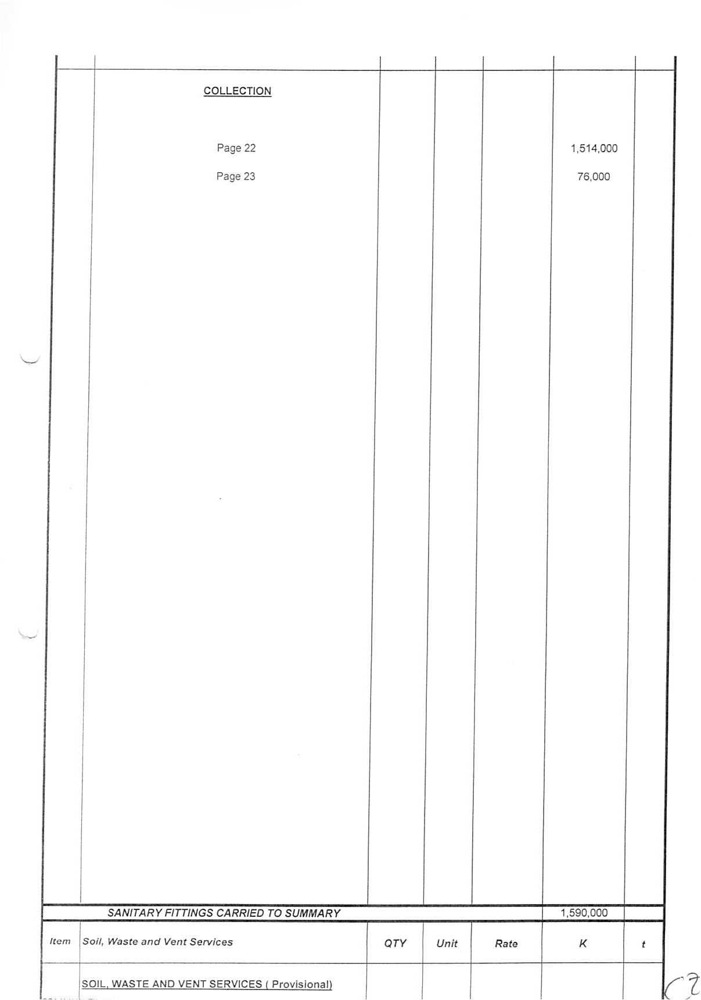 COLLECTION
Page 22 1,514,000
Page 23 76,000
SANITARY FITTINGS CARRIED TO SUMMARY 1,590,000
Item Soil, Waste and Vent Services QTY Unit Rate K t
SOIL, WASTE AND VENT SERVICES ( Provisional)